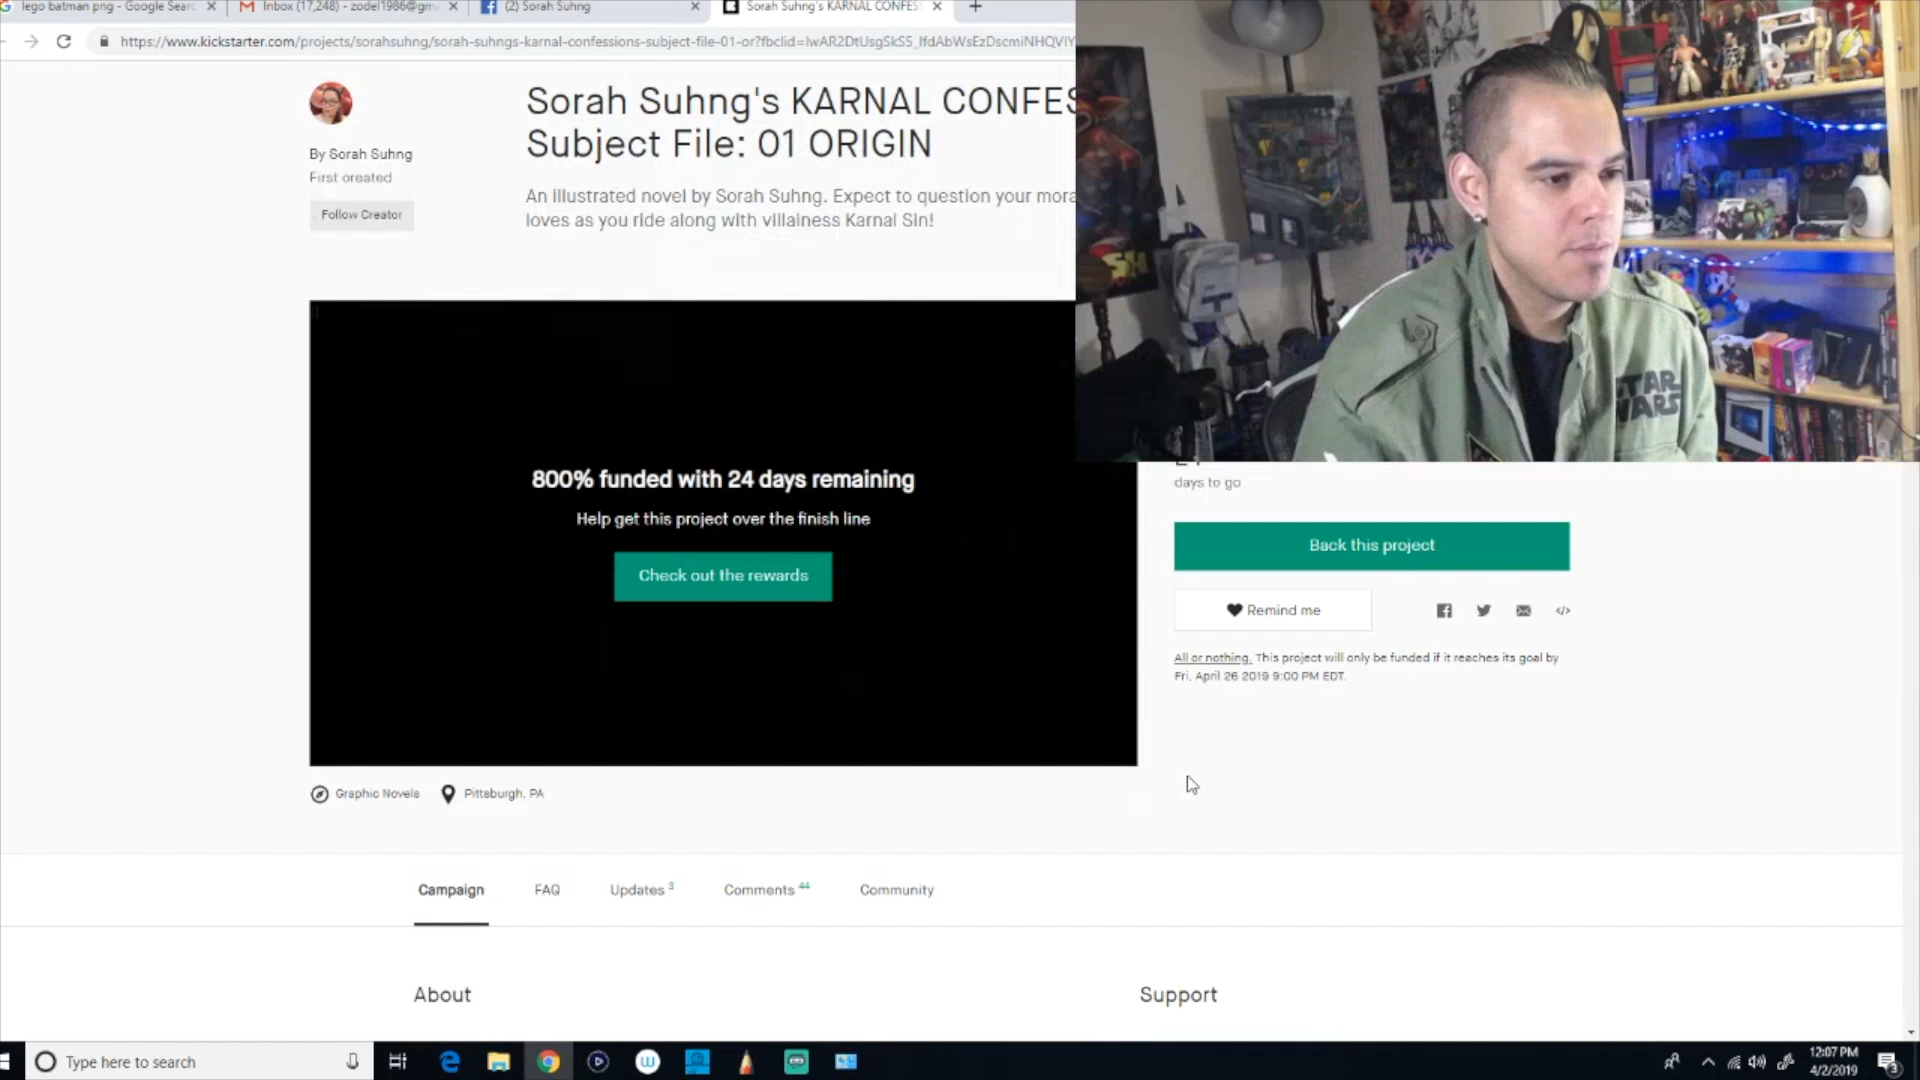 lego batman png - Google Searc
Inbox (17,248) - zodel1986@gm
(2) Sorah Suhng
Sorah Suhng's KARNAL CONFES
https://www.kickstarter.com/projects/sorahsuhng/sorah-suhngs-karnal-confessions-subject-file-01-or?fbclid=
By Sorah Suhng
First created
Follow Creator
Sorah Suhng's KARNAL CONFES
Subject File: 01 ORIGIN
An illustrated novel by Sorah Suhng. Expect to question your mora
loves as you ride along with villainess Karnal Sin!
STAR
WARS
800% funded with 24 days remaining
Help get this project over the finish line
Check out the rewards
days to go
Back this project
Remind me
All or nothing. This project will only be funded if it reaches its goal by
Fri, April 26 2019 9:00 PM EDT.
Graphic Novels
Pittsburgh, PA
Campaign
FAQ
Updates 3
Comments 44
Community
About
Support
Type here to search
12:07 PM
4/2/2019
3